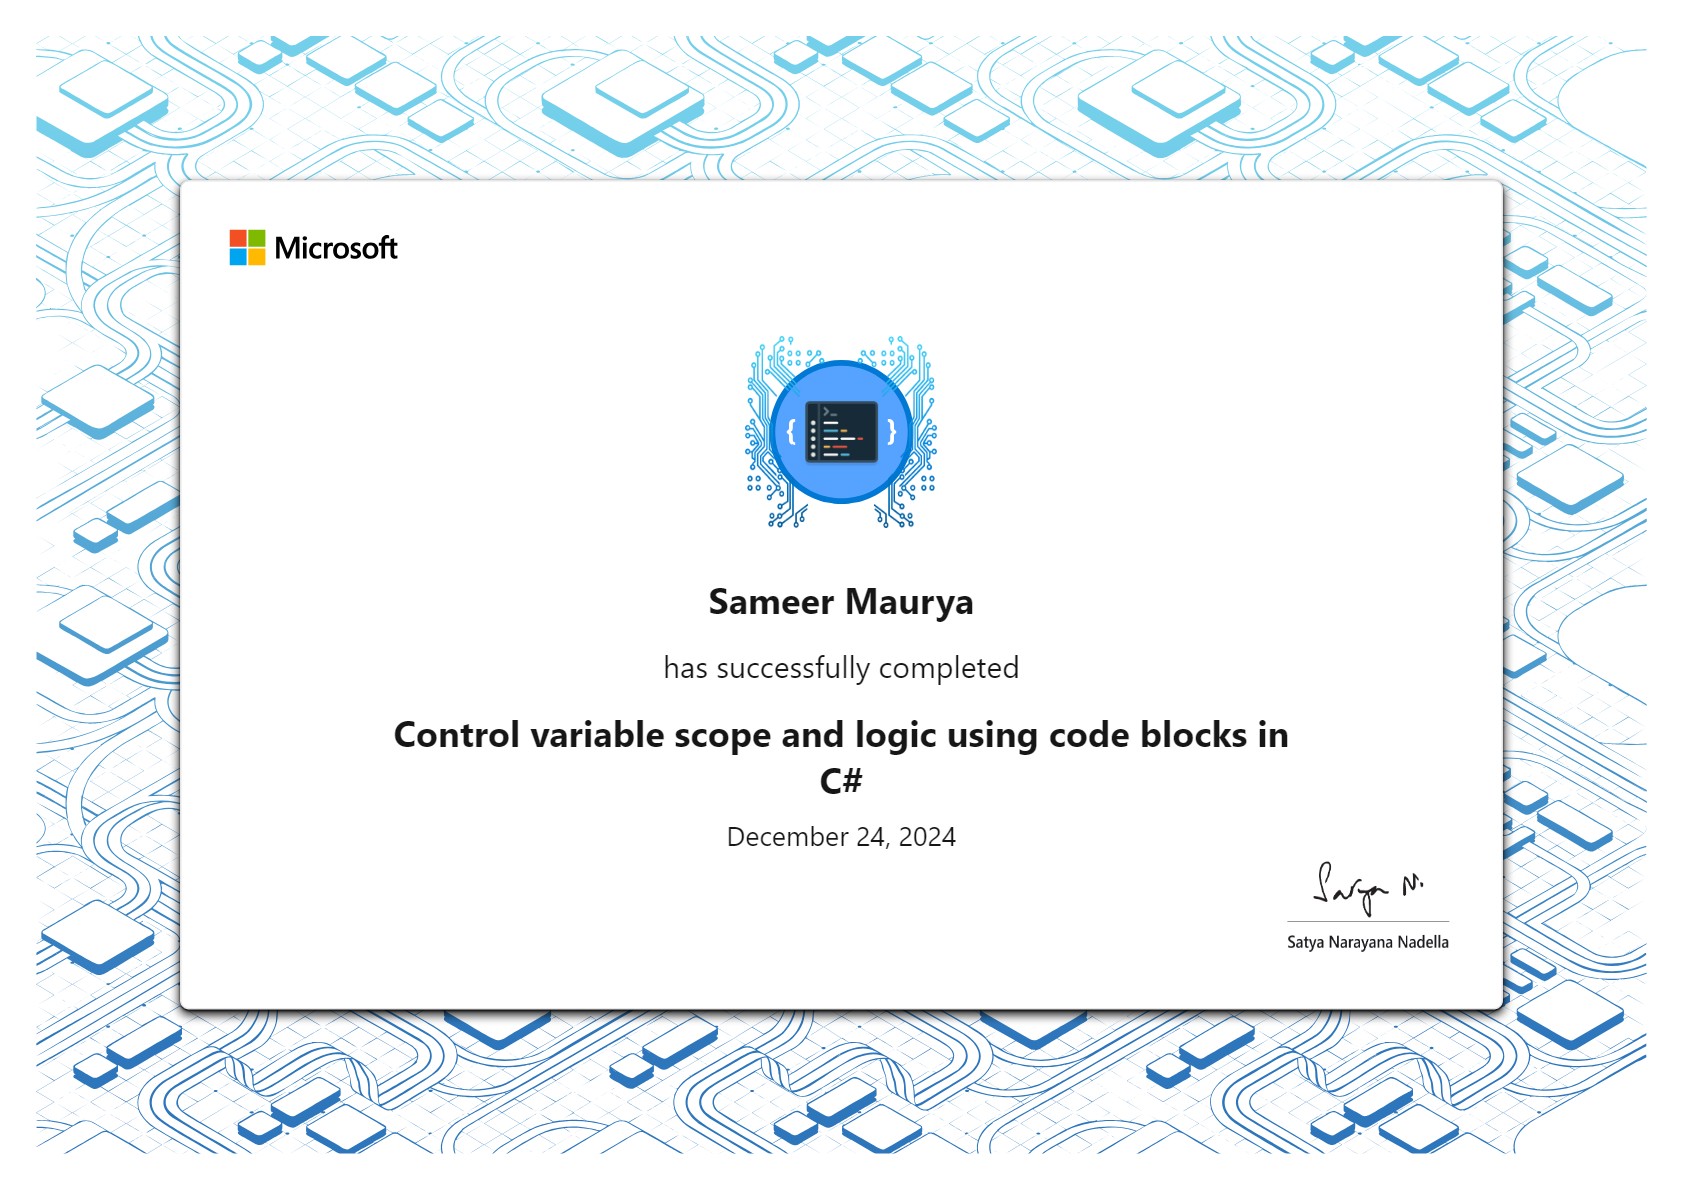 Microsoft
Sameer Maurya
has successfully completed
Control variable scope and logic using code blocks in
C#
December 24, 2024
Satya N.
Satya Narayana Nadella